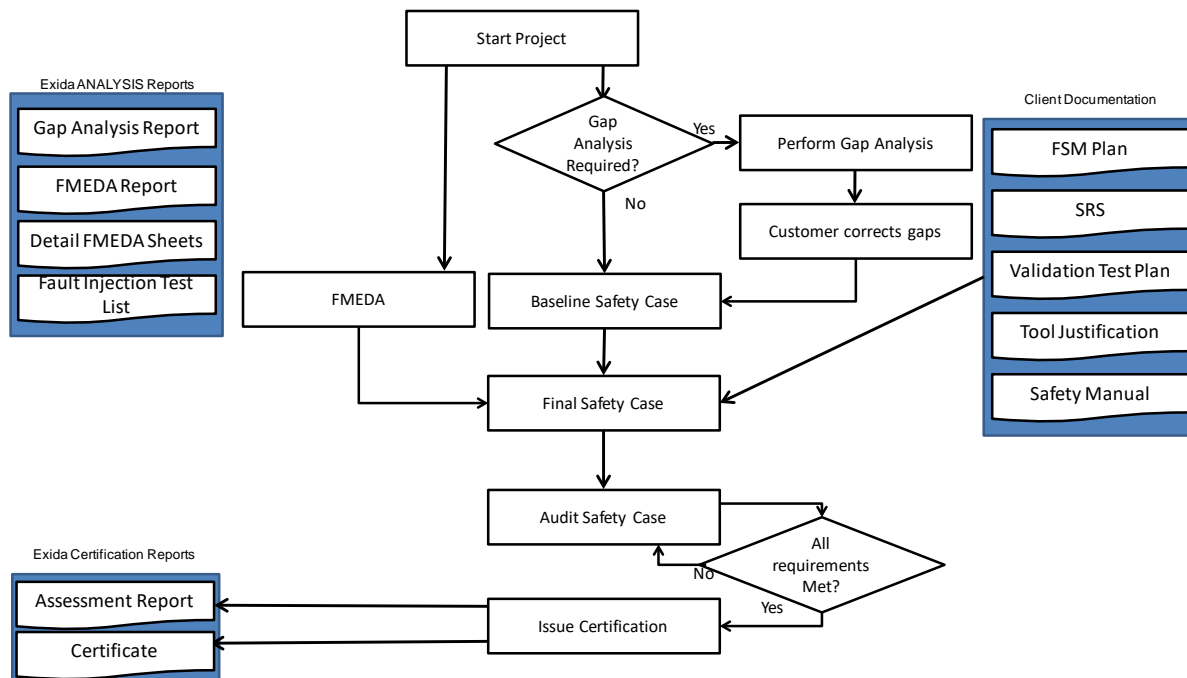 Start Project
Exida ANALYSIS Reports
Gap Analysis Report
FMEDA Report
Detail FMEDA Sheets
Fault Injection Test
List
Gap
Analysis
Required?
Yes
No
Perform Gap Analysis
Customer corrects gaps
Client Documentation
FSM Plan
SRS
Validation Test Plan
Tool Justification
Safety Manual
FMEDA
Baseline Safety Case
Final Safety Case
Audit Safety Case
All
requirements
Met?
No
Yes
Issue Certification
Exida Certification Reports
Assessment Report
Certificate